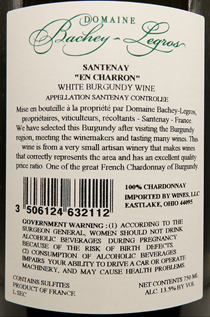 DOMAINE
Bachey-Legros
SANTENAY
"EN CHARRON"
WHITE BURGUNDY WINE
APPELLATION SANTENAY CONTROLEE
Mise en bouteille à la propriété par Domaine Bachey-Legros,
propriétaires, viticulteurs, récoltants - Santenay - France.
We have selected this Burgundy after visiting the Burgundy
region, meeting the winemakers and tasting many wines. This
wine is from a very small artisan winery that makes wines
that correctly represents the area and has an excellent quality
price ratio. One of the great French Chardonnay of Burgundy.
100% CHARDONNAY
IMPORTED BY WINES, LLC
EASTLAKE, OHIO 44095
3 506124 632112
GOVERNMENT WARNING: (1) ACCORDING TO THE
SURGEON GENERAL, WOMEN SHOULD NOT DRINK
ALCOHOLIC BEVERAGES DURING PREGNANCY
BECAUSE OF THE RISK OF BIRTH DEFECTS.
(2) CONSUMPTION OF ALCOHOLIC BEVERAGES
IMPAIRS YOUR ABILITY TO DRIVE A CAR OR OPERATE
MACHINERY, AND MAY CAUSE HEALTH PROBLEMS.
CONTAINS SULFITES
PRODUCT OF FRANCE
L.SEC.
NET CONTENTS 750 ML
ALC. 13.5% BY VOL